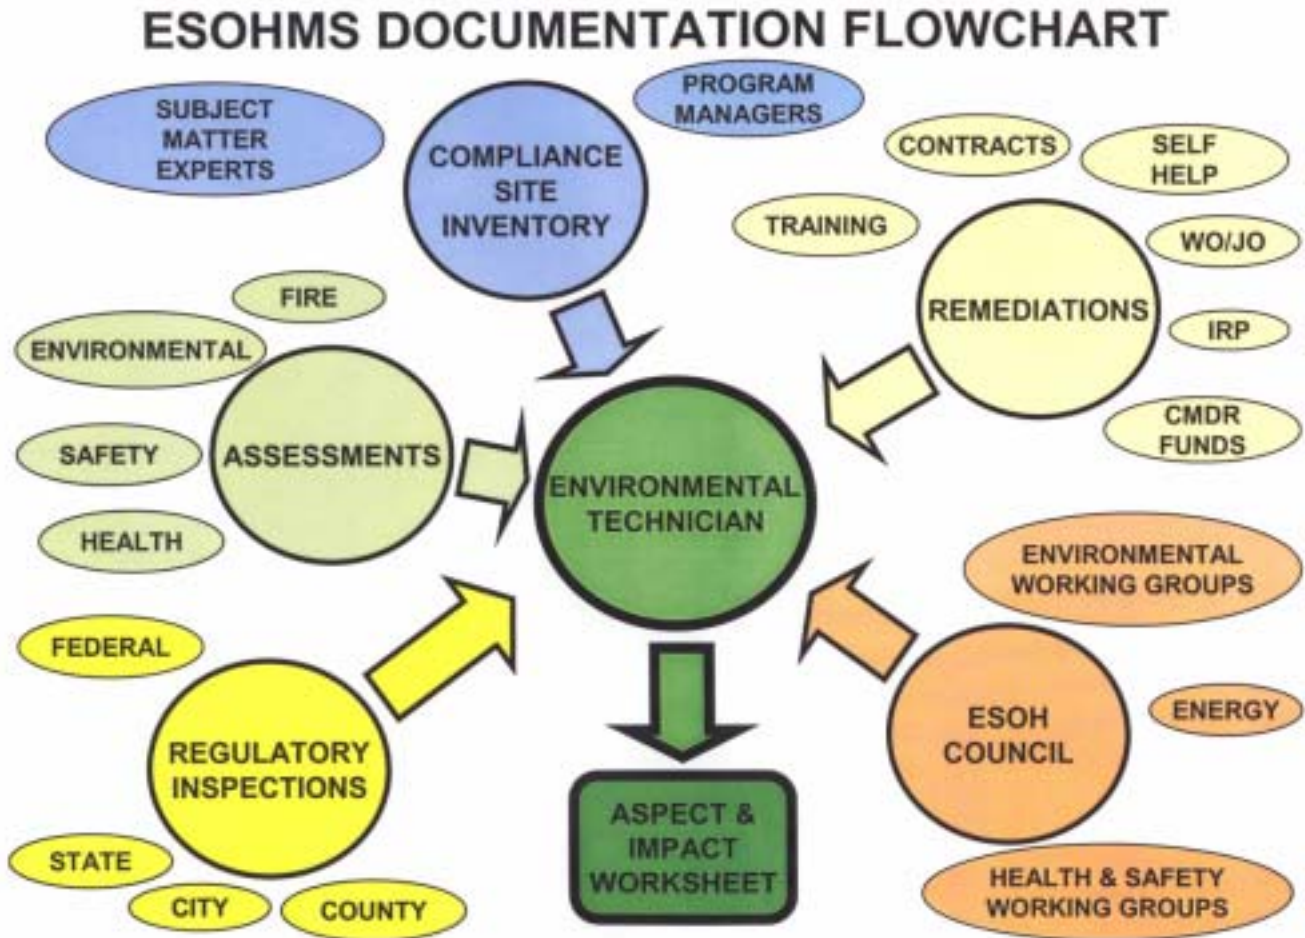 ESOHMS DOCUMENTATION FLOWCHART
SUBJECT
MATTER
EXPERTS
COMPLIANCE
SITE
INVENTORY
PROGRAM
MANAGERS
CONTRACTS
SELF
HELP
TRAINING
WO/JO
REMEDIATIONS
IRP
CMDR
FUNDS
FIRE
ENVIRONMENTAL
SAFETY
ASSESSMENTS
HEALTH
ENVIRONMENTAL
TECHNICIAN
ENVIRONMENTAL
WORKING GROUPS
ESOH
COUNCIL
ENERGY
HEALTH & SAFETY
WORKING GROUPS
FEDERAL
REGULATORY
INSPECTIONS
STATE
CITY
COUNTY
ASPECT &
IMPACT
WORKSHEET